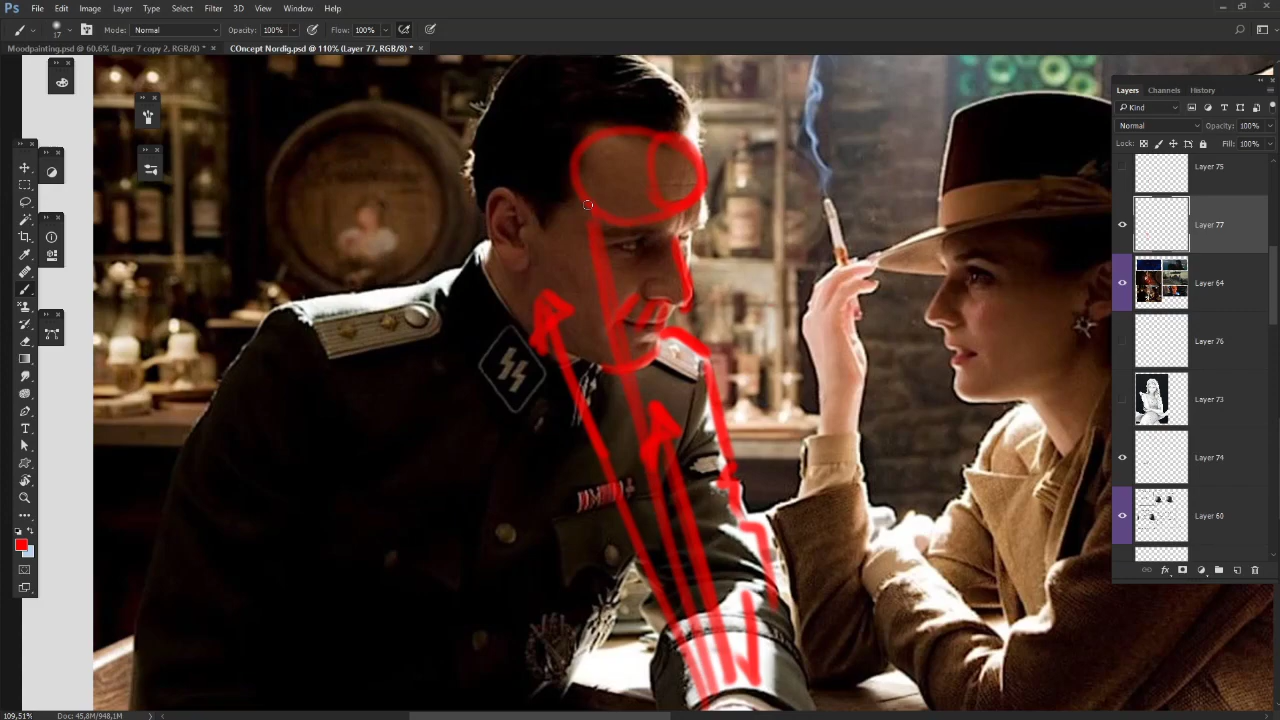 Ps File Edit Image Layer Type Select Filter 3D View Window Help
17 Mode: Normal Opacity: 100% Flow: 100%
Moodpainting.psd @ 60,6% (Layer 7 copy 2, RGB/8) * × COncept Nordig.psd @ 110% (Layer 77, RGB/8) * ×
Layers Channels History
Kind
Normal Opacity: 100%
Lock: Fill: 100%
Layer 75
Layer 77
Layer 64
Layer 76
Layer 73
Layer 74
Layer 60
fx
109,51% Doc: 45,8M/948,1M